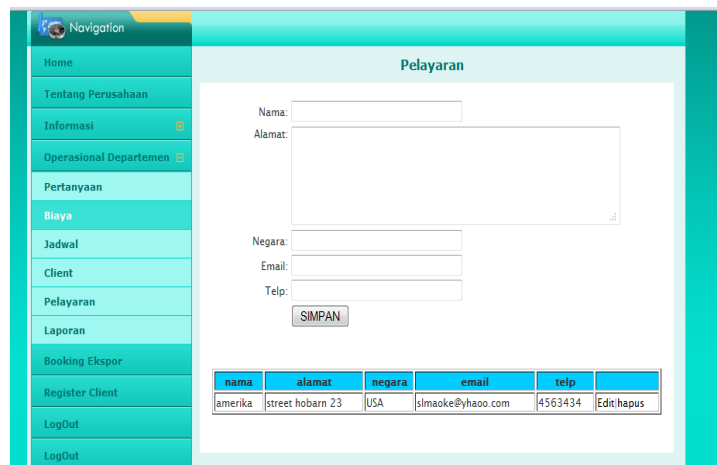 Navigation
Home
Tentang Perusahaan
Informasi
Operasional Departemen
Pertanyaan
Biaya
Jadwal
Client
Pelayaran
Laporan
Booking Ekspor
Register Client
LogOut
LogOut
Pelayaran
Nama:
Alamat:
Negara:
Email:
Telp:
SIMPAN
nama alamat negara email telp
amerika street hobarn 23 USA slmaoke@yhaoo.com 4563434 Edit|hapus